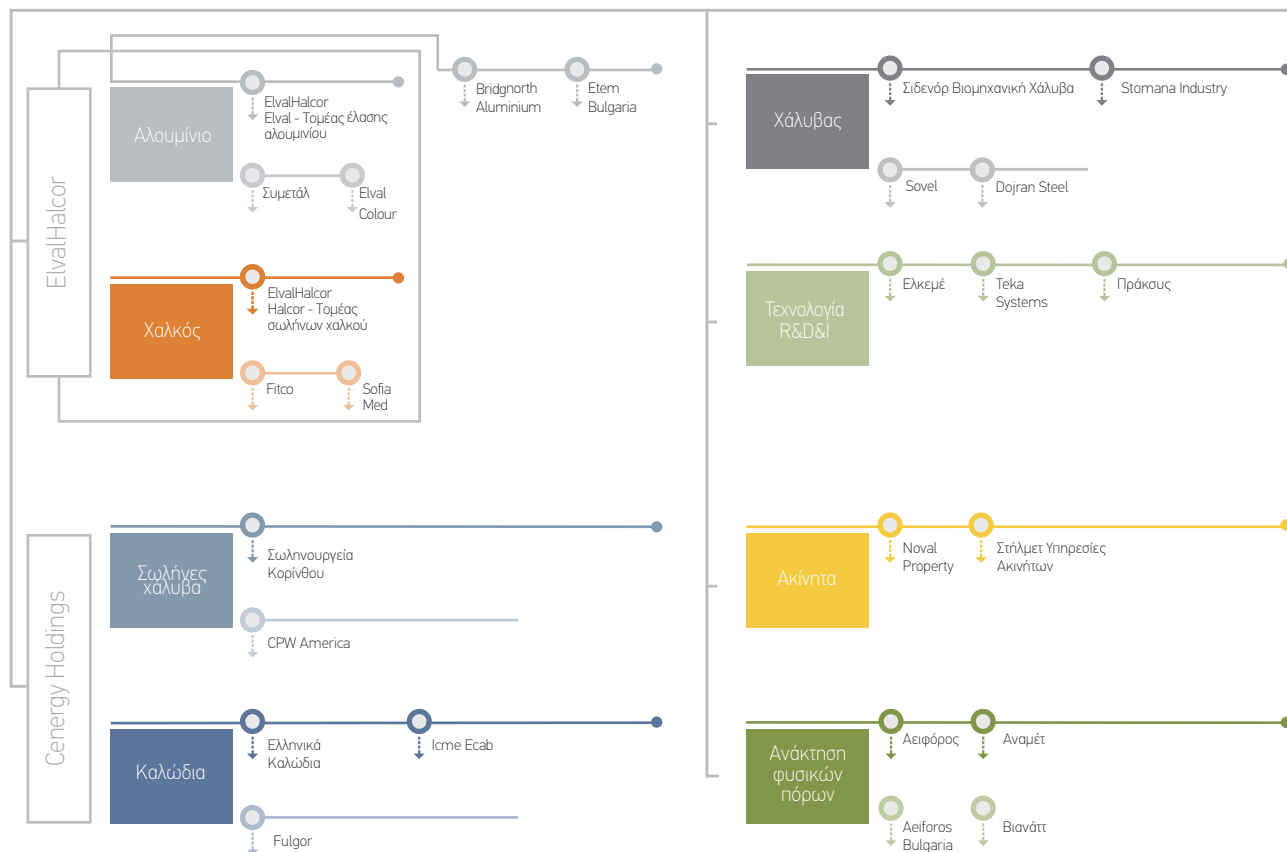 ElvalHalcor
Αλουμίνιο
ElvalHalcor
Elval - Τομέας έλασης
αλουμινίου
Bridgnorth
Aluminium
Etem
Bulgaria
Συμετάλ
Elval
Colour
Χαλκός
ElvalHalcor
Halcor - Τομέας
σωλήνων χαλκού
Fitco
Sofia
Med
Cenergy Holdings
Σωλήνες
χάλυβα
Σωληνουργεία
Κορίνθου
CPW America
Καλώδια
Ελληνικά
Καλώδια
Icme Ecab
Fulgor
Χάλυβας
Σιδενόρ Βιομηχανική Χάλυβα
Stomana Industry
Sovel
Dojran Steel
Τεχνολογία
R&D&I
Ελκεμέ
Teka
Systems
Πράκσυς
Ακίνητα
Noval
Property
Στήλμετ Υπηρεσίες
Ακινήτων
Ανάκτηση
φυσικών
πόρων
Αειφόρος
Αναμέτ
Aeiforos
Bulgaria
Βιανάττ